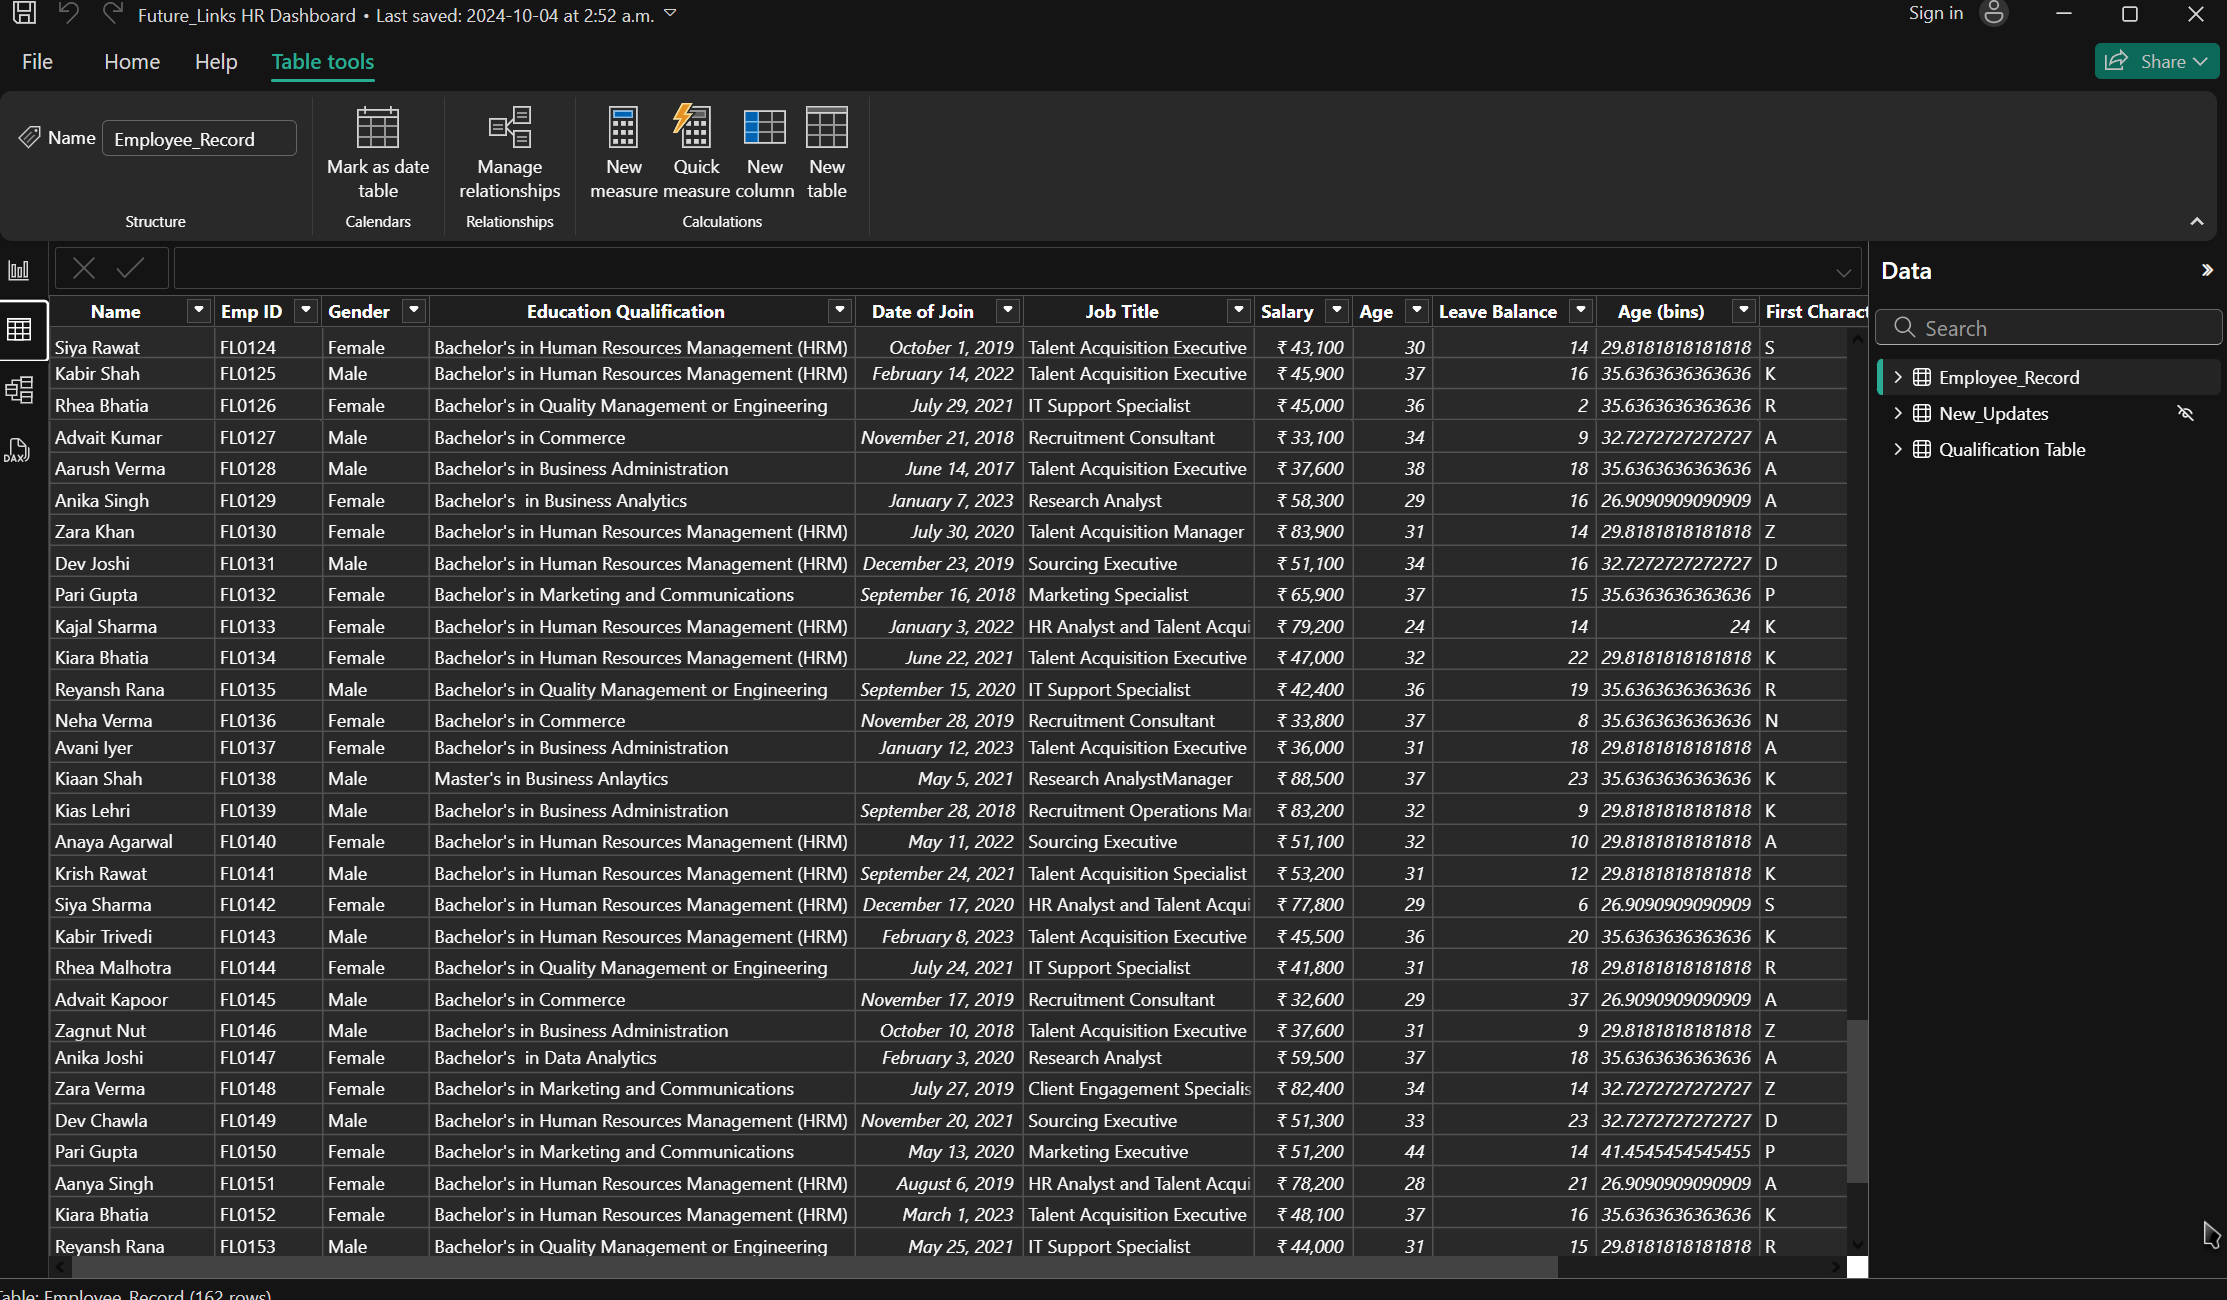 Future_Links HR Dashboard • Last saved: 2024-10-04 at 2:52 a.m.
Sign in
File Home Help Table tools
Share
Name Employee_Record
Mark as date table
Manage relationships
New measure
Quick measure
New column
New table
Structure Calendars Relationships Calculations
Data
Search
Employee_Record
New_Updates
Qualification Table
DAX
Name Emp ID Gender Education Qualification Date of Join Job Title Salary Age Leave Balance Age (bins) First Charact
Siya Rawat FL0124 Female Bachelor's in Human Resources Management (HRM) October 1, 2019 Talent Acquisition Executive ₹ 43,100 30 14 29.8181818181818 S
Kabir Shah FL0125 Male Bachelor's in Human Resources Management (HRM) February 14, 2022 Talent Acquisition Executive ₹ 45,900 37 16 35.6363636363636 K
Rhea Bhatia FL0126 Female Bachelor's in Quality Management or Engineering July 29, 2021 IT Support Specialist ₹ 45,000 36 2 35.6363636363636 R
Advait Kumar FL0127 Male Bachelor's in Commerce November 21, 2018 Recruitment Consultant ₹ 33,100 34 9 32.7272727272727 A
Aarush Verma FL0128 Male Bachelor's in Business Administration June 14, 2017 Talent Acquisition Executive ₹ 37,600 38 18 35.6363636363636 A
Anika Singh FL0129 Female Bachelor's  in Business Analytics January 7, 2023 Research Analyst ₹ 58,300 29 16 26.9090909090909 A
Zara Khan FL0130 Female Bachelor's in Human Resources Management (HRM) July 30, 2020 Talent Acquisition Manager ₹ 83,900 31 14 29.8181818181818 Z
Dev Joshi FL0131 Male Bachelor's in Human Resources Management (HRM) December 23, 2019 Sourcing Executive ₹ 51,100 34 16 32.7272727272727 D
Pari Gupta FL0132 Female Bachelor's in Marketing and Communications September 16, 2018 Marketing Specialist ₹ 65,900 37 15 35.6363636363636 P
Kajal Sharma FL0133 Female Bachelor's in Human Resources Management (HRM) January 3, 2022 HR Analyst and Talent Acqui ₹ 79,200 24 14 24 K
Kiara Bhatia FL0134 Female Bachelor's in Human Resources Management (HRM) June 22, 2021 Talent Acquisition Executive ₹ 47,000 32 22 29.8181818181818 K
Reyansh Rana FL0135 Male Bachelor's in Quality Management or Engineering September 15, 2020 IT Support Specialist ₹ 42,400 36 19 35.6363636363636 R
Neha Verma FL0136 Female Bachelor's in Commerce November 28, 2019 Recruitment Consultant ₹ 33,800 37 8 35.6363636363636 N
Avani Iyer FL0137 Female Bachelor's in Business Administration January 12, 2023 Talent Acquisition Executive ₹ 36,000 31 18 29.8181818181818 A
Kiaan Shah FL0138 Male Master's in Business Anlaytics May 5, 2021 Research AnalystManager ₹ 88,500 37 23 35.6363636363636 K
Kias Lehri FL0139 Male Bachelor's in Business Administration September 28, 2018 Recruitment Operations Ma ₹ 83,200 32 9 29.8181818181818 K
Anaya Agarwal FL0140 Female Bachelor's in Human Resources Management (HRM) May 11, 2022 Sourcing Executive ₹ 51,100 32 10 29.8181818181818 A
Krish Rawat FL0141 Male Bachelor's in Human Resources Management (HRM) September 24, 2021 Talent Acquisition Specialist ₹ 53,200 31 12 29.8181818181818 K
Siya Sharma FL0142 Female Bachelor's in Human Resources Management (HRM) December 17, 2020 HR Analyst and Talent Acqui ₹ 77,800 29 6 26.9090909090909 S
Kabir Trivedi FL0143 Male Bachelor's in Human Resources Management (HRM) February 8, 2023 Talent Acquisition Executive ₹ 45,500 36 20 35.6363636363636 K
Rhea Malhotra FL0144 Female Bachelor's in Quality Management or Engineering July 24, 2021 IT Support Specialist ₹ 41,800 31 18 29.8181818181818 R
Advait Kapoor FL0145 Male Bachelor's in Commerce November 17, 2019 Recruitment Consultant ₹ 32,600 29 37 26.9090909090909 A
Zagnut Nut FL0146 Male Bachelor's in Business Administration October 10, 2018 Talent Acquisition Executive ₹ 37,600 31 9 29.8181818181818 Z
Anika Joshi FL0147 Female Bachelor's  in Data Analytics February 3, 2020 Research Analyst ₹ 59,500 37 18 35.6363636363636 A
Zara Verma FL0148 Female Bachelor's in Marketing and Communications July 27, 2019 Client Engagement Specialis ₹ 82,400 34 14 32.7272727272727 Z
Dev Chawla FL0149 Male Bachelor's in Human Resources Management (HRM) November 20, 2021 Sourcing Executive ₹ 51,300 33 23 32.7272727272727 D
Pari Gupta FL0150 Female Bachelor's in Marketing and Communications May 13, 2020 Marketing Executive ₹ 51,200 44 14 41.4545454545455 P
Aanya Singh FL0151 Female Bachelor's in Human Resources Management (HRM) August 6, 2019 HR Analyst and Talent Acqui ₹ 78,200 28 21 26.9090909090909 A
Kiara Bhatia FL0152 Female Bachelor's in Human Resources Management (HRM) March 1, 2023 Talent Acquisition Executive ₹ 48,100 37 16 35.6363636363636 K
Reyansh Rana FL0153 Male Bachelor's in Quality Management or Engineering May 25, 2021 IT Support Specialist ₹ 44,000 31 15 29.8181818181818 R
able: Employee_Record (162 rows)